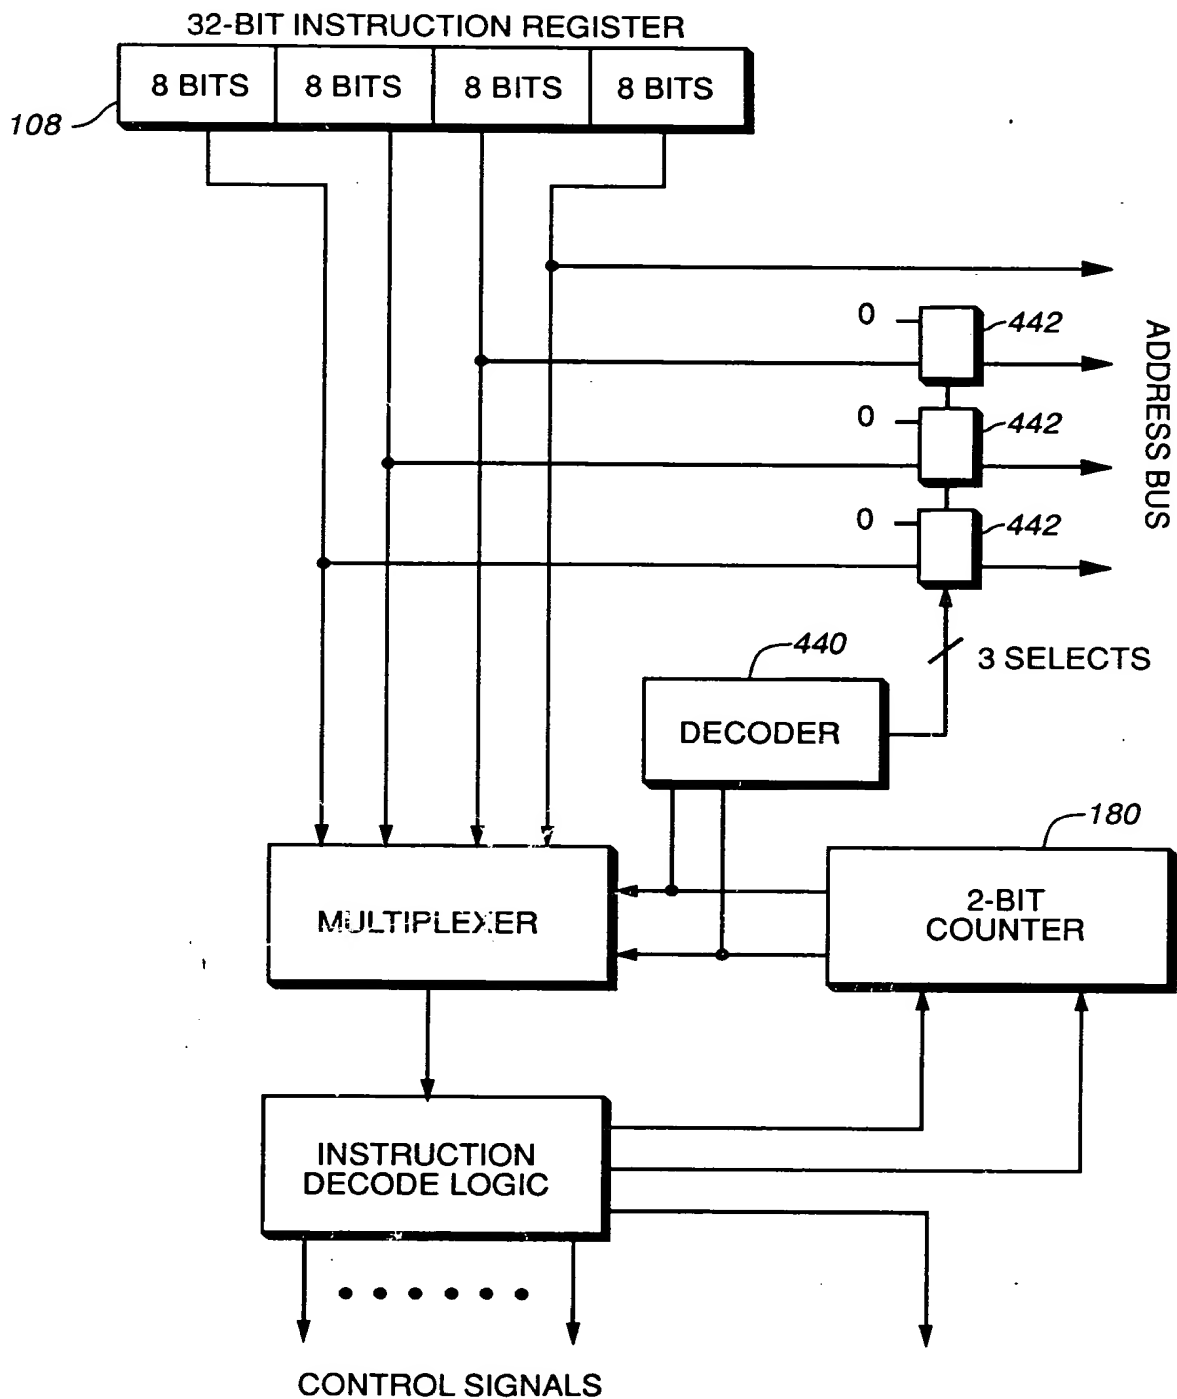 32-BIT INSTRUCTION REGISTER
8 BITS 8 BITS 8 BITS 8 BITS
108
0 442
0 442
0 442
ADDRESS BUS
440
3 SELECTS
DECODER
180
MULTIPLEXER
2-BIT
COUNTER
INSTRUCTION
DECODE LOGIC
CONTROL SIGNALS